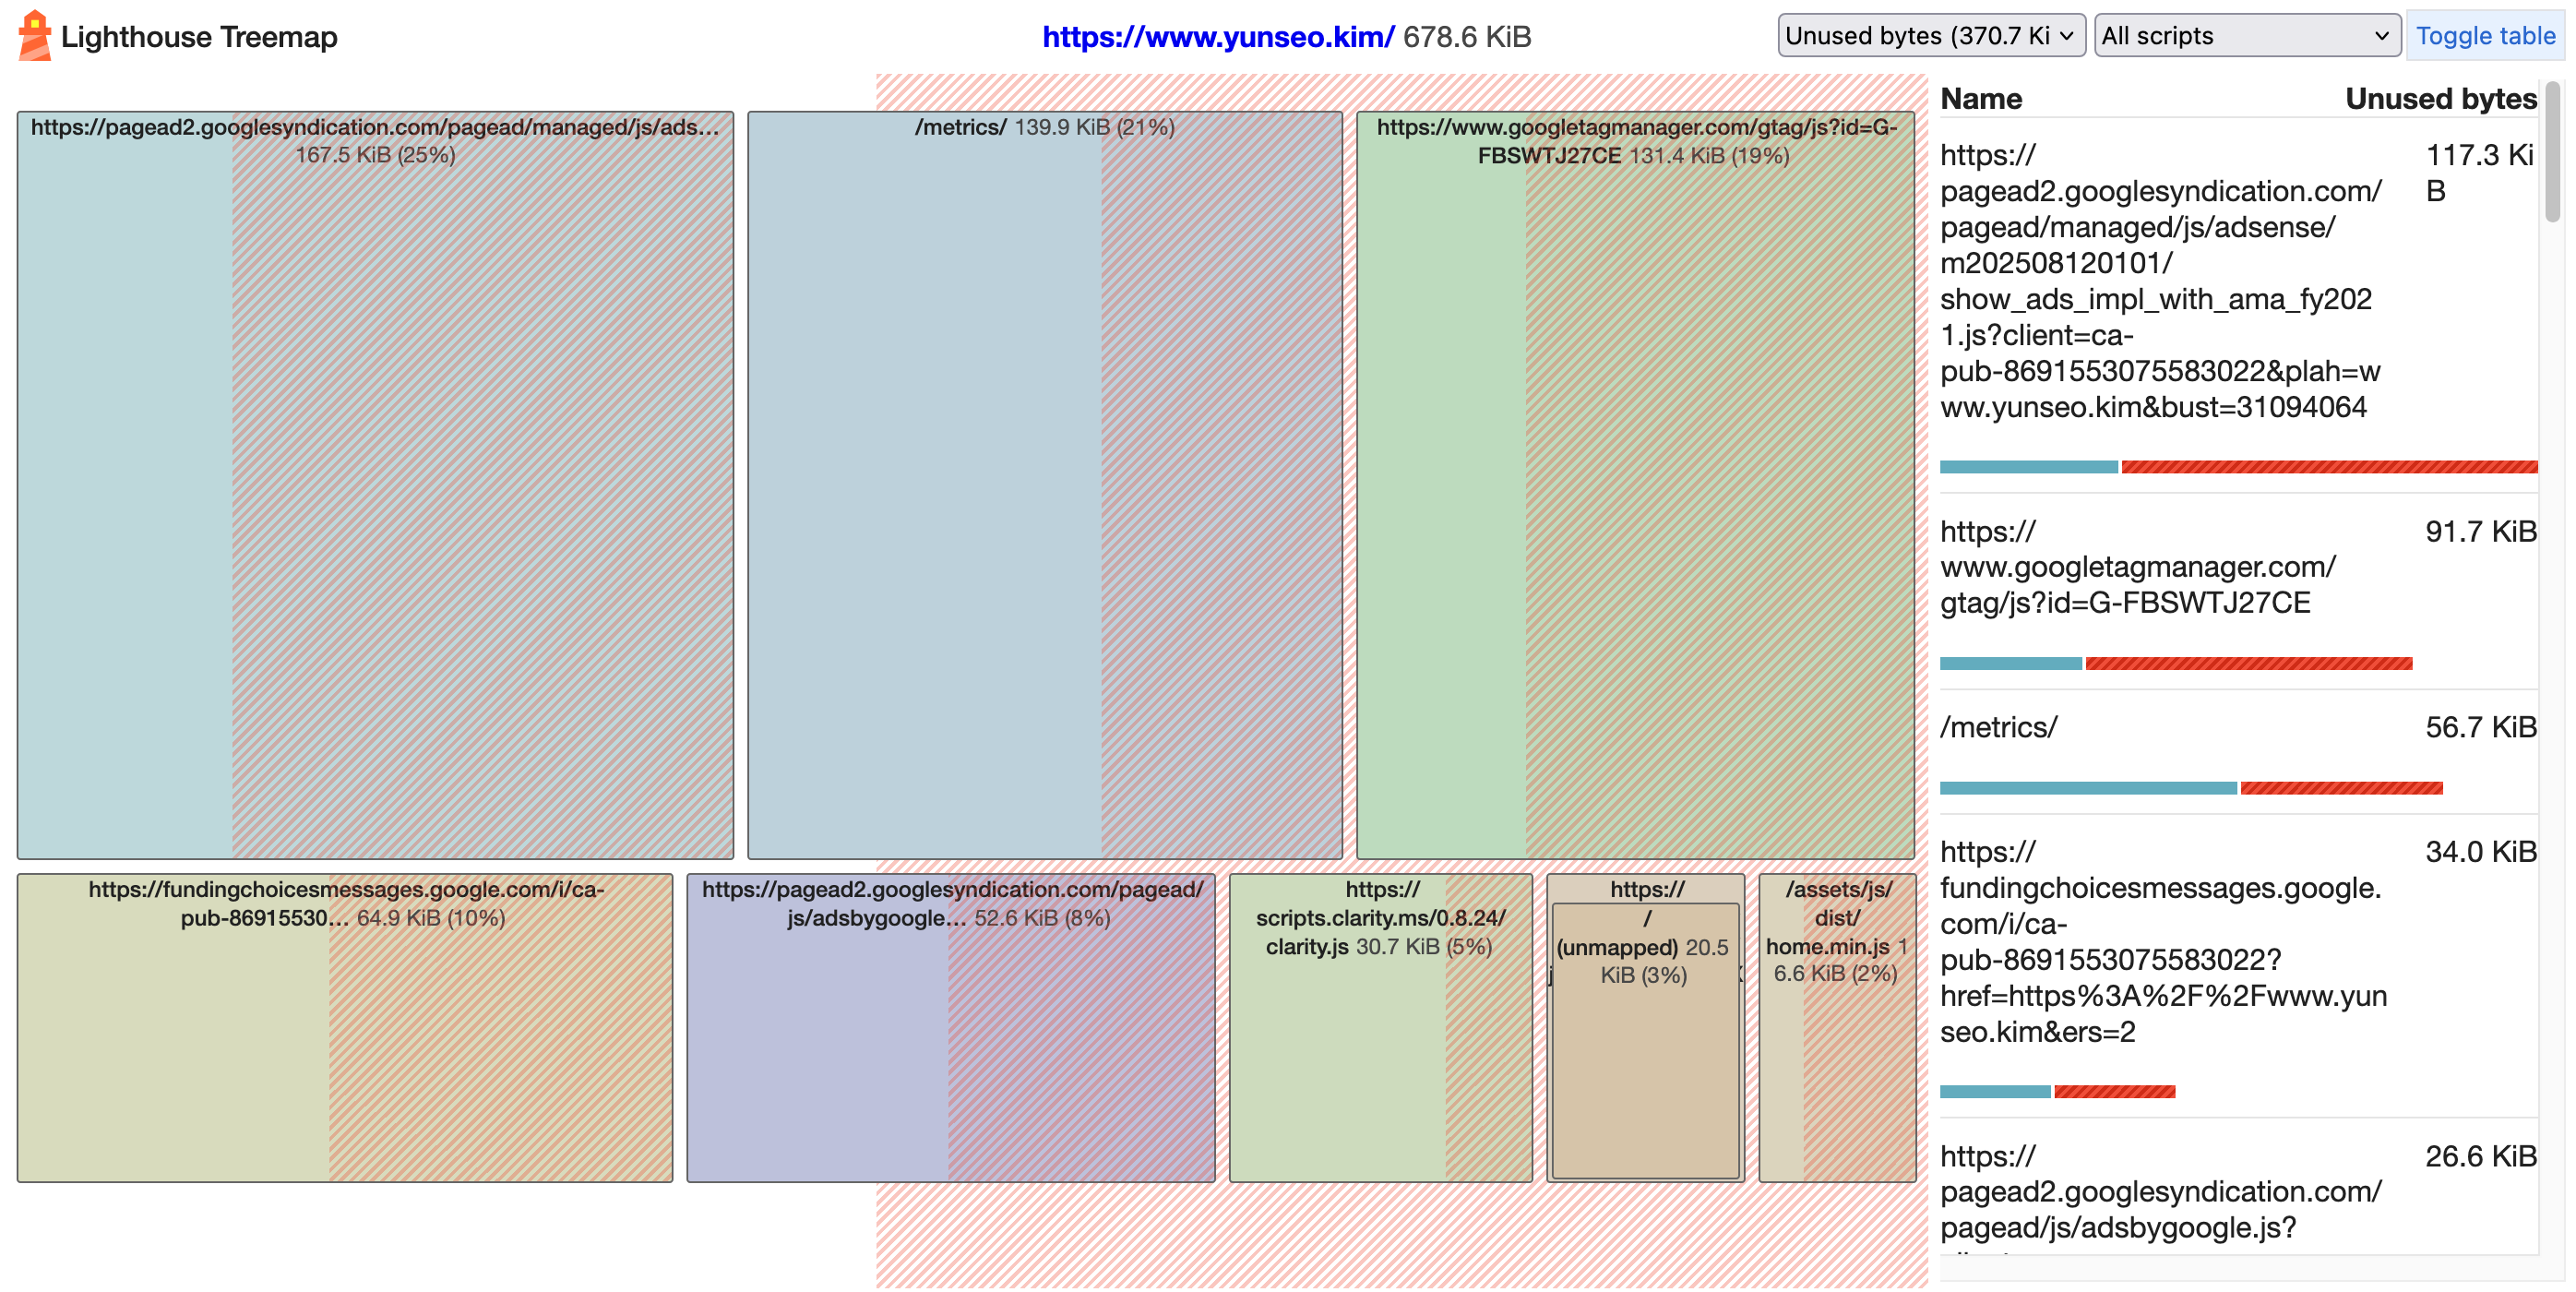 Lighthouse Treemap
https://www.yunseo.kim/ 678.6 KiB
Unused bytes (370.7 Ki
All scripts
Toggle table
https://pagead2.googlesyndication.com/pagead/managed/js/ads…
167.5 KiB (25%)
/metrics/ 139.9 KiB (21%)
https://www.googletagmanager.com/gtag/js?id=G-
FBSWTJ27CE 131.4 KiB (19%)
https://fundingchoicesmessages.google.com/i/ca-
pub-86915530… 64.9 KiB (10%)
https://pagead2.googlesyndication.com/pagead/
js/adsbygoogle… 52.6 KiB (8%)
https://
scripts.clarity.ms/0.8.24/
clarity.js 30.7 KiB (5%)
https://
/
(unmapped) 20.5
KiB (3%)
/assets/js/
dist/
home.min.js 1
6.6 KiB (2%)
Name Unused bytes
https:// 117.3 Ki
pagead2.googlesyndication.com/ B
pagead/managed/js/adsense/
m202508120101/
show_ads_impl_with_ama_fy202
1.js?client=ca-
pub-8691553075583022&plah=w
ww.yunseo.kim&bust=31094064
https:// 91.7 KiB
www.googletagmanager.com/
gtag/js?id=G-FBSWTJ27CE
/metrics/ 56.7 KiB
https:// 34.0 KiB
fundingchoicesmessages.google.
com/i/ca-
pub-8691553075583022?
href=https%3A%2F%2Fwww.yun
seo.kim&ers=2
https:// 26.6 KiB
pagead2.googlesyndication.com/
pagead/js/adsbygoogle.js?